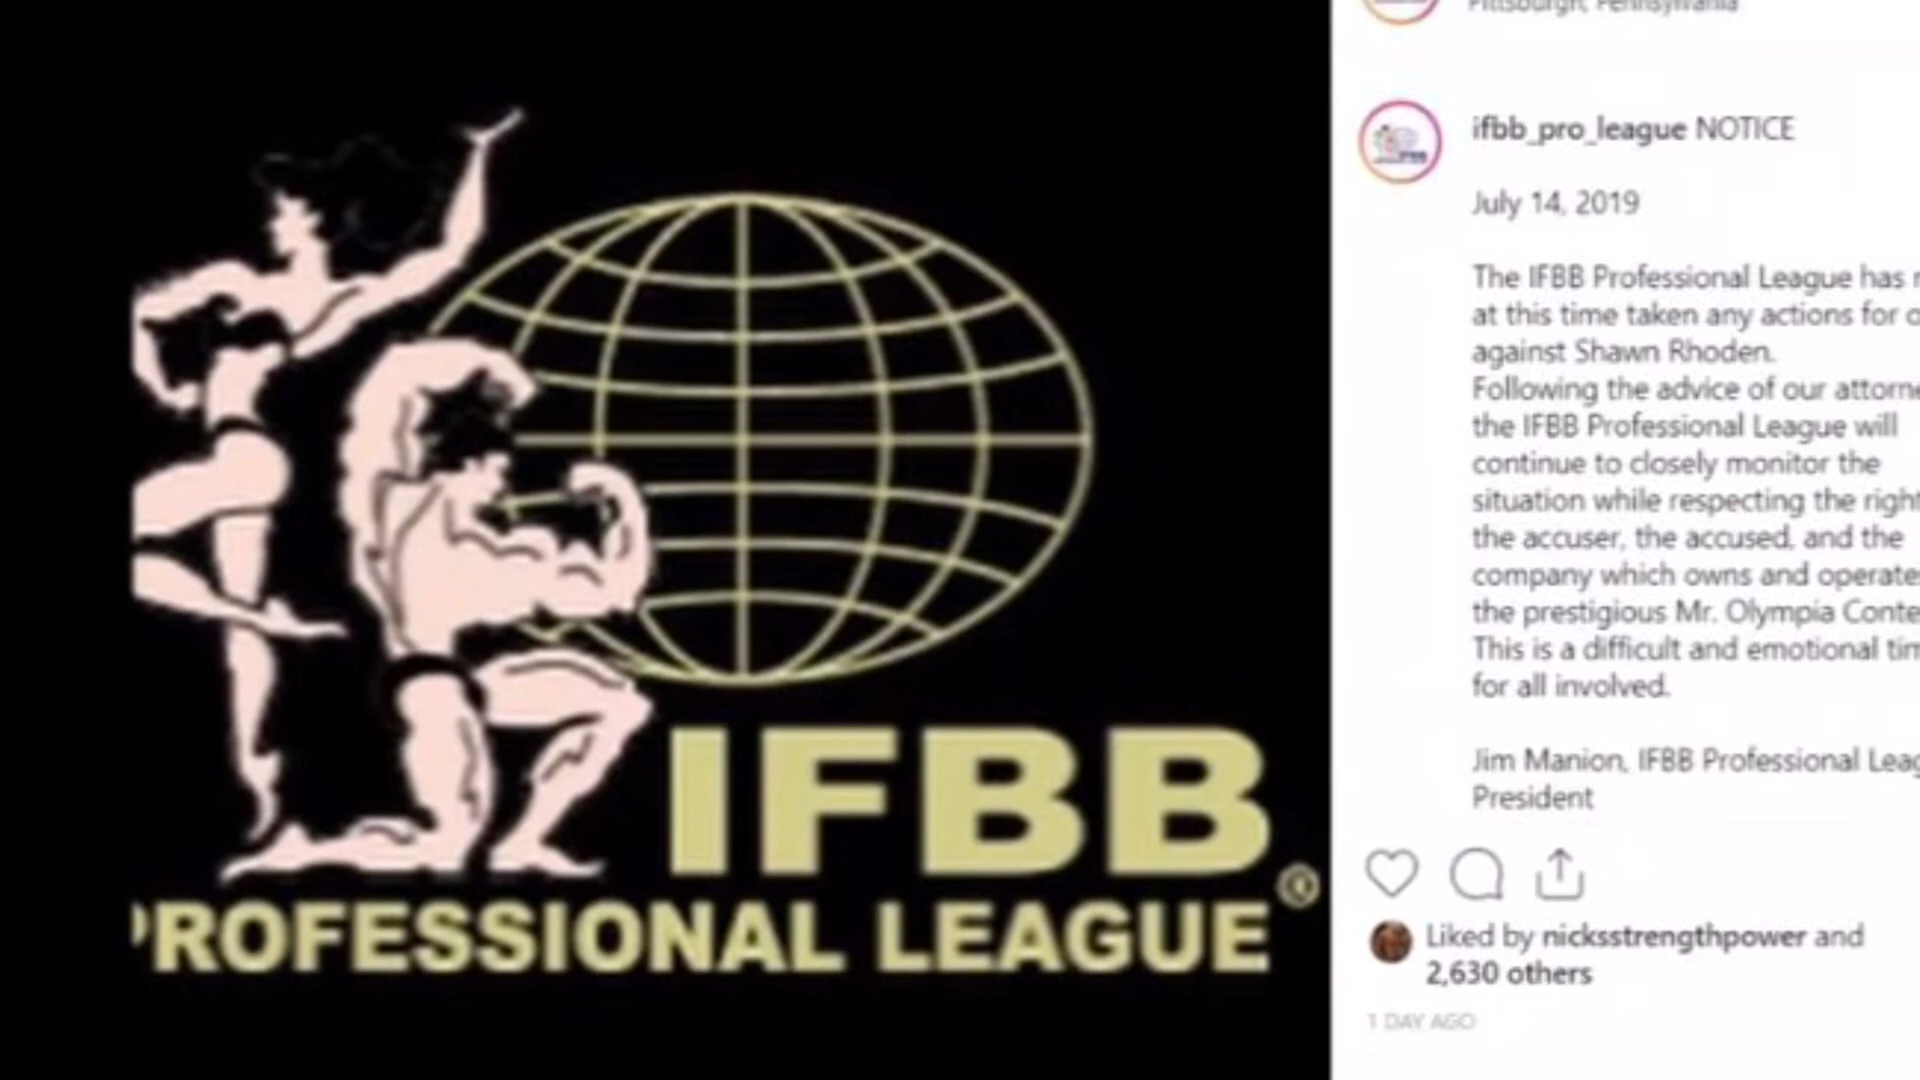 IFBB
®
PROFESSIONAL LEAGUE
Pittsburgh, Pennsylvania
ifbb_pro_league NOTICE
July 14, 2019
The IFBB Professional League has
at this time taken any actions for
against Shawn Rhoden.
Following the advice of our
the IFBB Professional League will
continue to closely monitor the
situation while respecting the
the accuser, the accused, and the
company which owns and
the prestigious Mr. Olympia
This is a difficult and emotional
for all involved.
Jim Manion, IFBB Professional
President
Liked by nicksstrengthpower and
2,630 others
1 DAY AGO